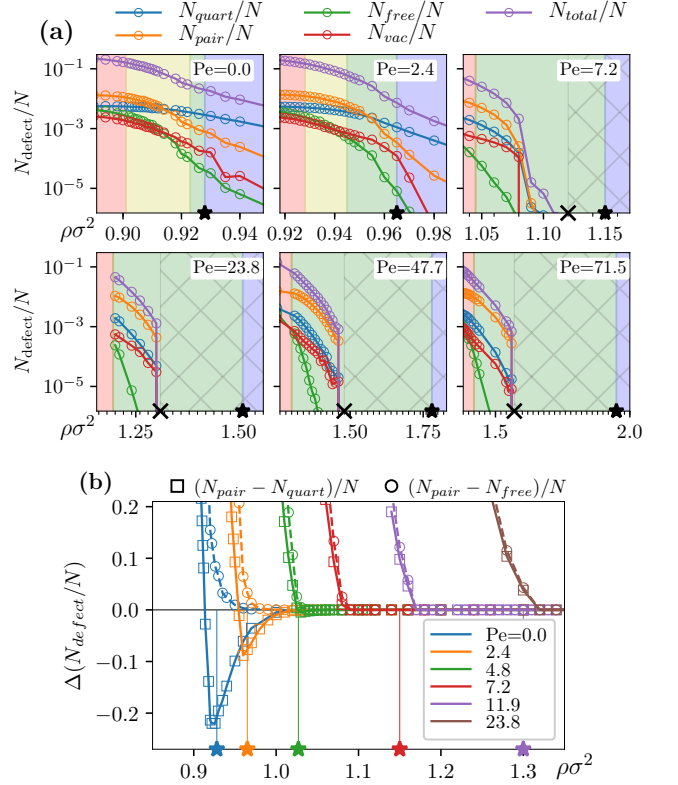 (a)
N_quart/N N_free/N N_total/N
N_pair/N N_vac/N
N_defect/N
10^−1
10^−3
10^−5
Pe=0.0 Pe=2.4 Pe=7.2
ρσ^2 0.90 0.92 0.94 0.92 0.94 0.96 0.98 1.05 1.10 1.15
N_defect/N
10^−1
10^−3
10^−5
Pe=23.8 Pe=47.7 Pe=71.5
ρσ^2 1.25 1.50 1.50 1.75 1.5 2.0
(b)
(N_pair − N_quart)/N (N_pair − N_free)/N
Δ(N_defect/N)
0.2
0.1
0.0
−0.1
−0.2
Pe=0.0
2.4
4.8
7.2
11.9
23.8
0.9 1.0 1.1 1.2 1.3 ρσ^2